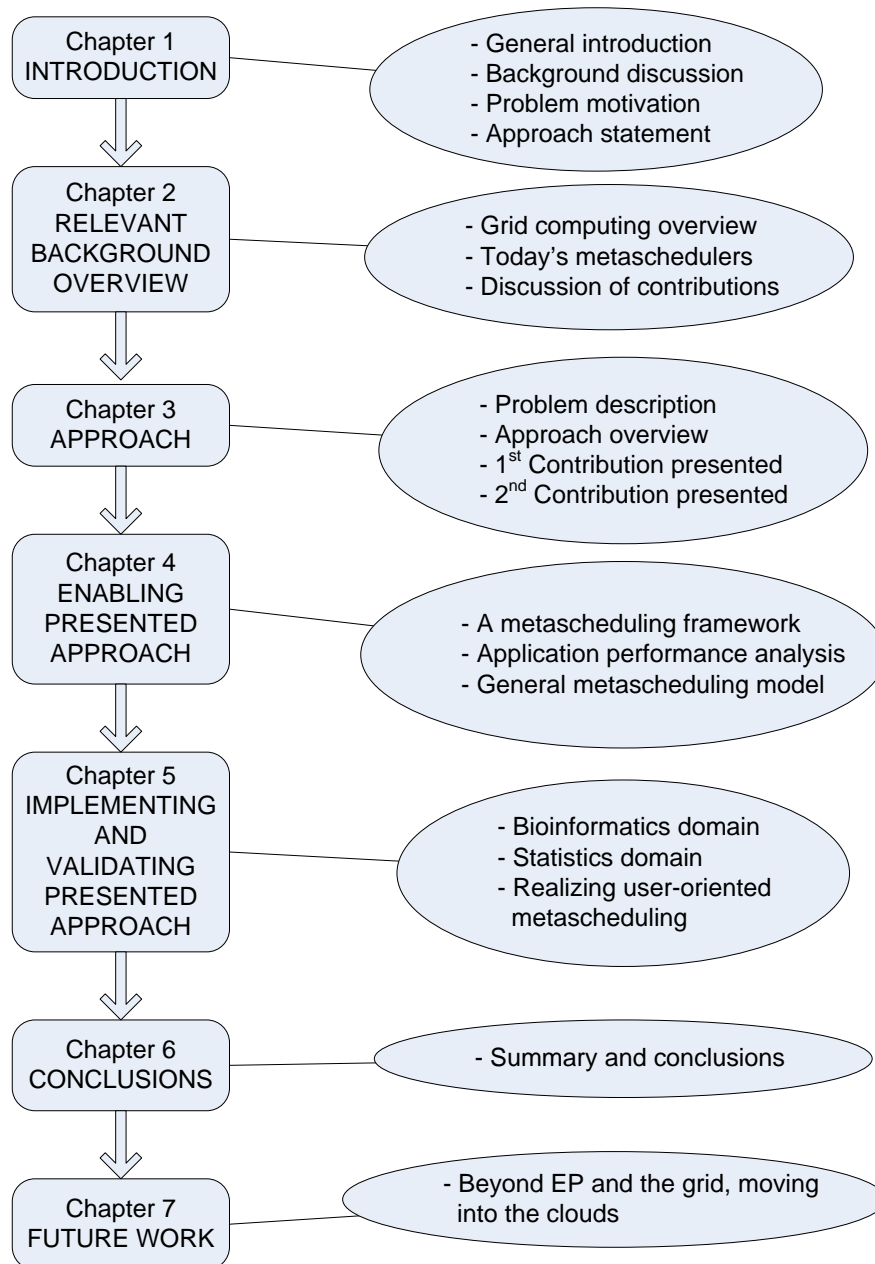 Chapter 1
INTRODUCTION
- General introduction
- Background discussion
- Problem motivation
- Approach statement
Chapter 2
RELEVANT
BACKGROUND
OVERVIEW
- Grid computing overview
- Today's metaschedulers
- Discussion of contributions
Chapter 3
APPROACH
- Problem description
- Approach overview
- 1st Contribution presented
- 2nd Contribution presented
Chapter 4
ENABLING
PRESENTED
APPROACH
- A metascheduling framework
- Application performance analysis
- General metascheduling model
Chapter 5
IMPLEMENTING
AND
VALIDATING
PRESENTED
APPROACH
- Bioinformatics domain
- Statistics domain
- Realizing user-oriented
metascheduling
Chapter 6
CONCLUSIONS
- Summary and conclusions
Chapter 7
FUTURE WORK
- Beyond EP and the grid, moving
into the clouds